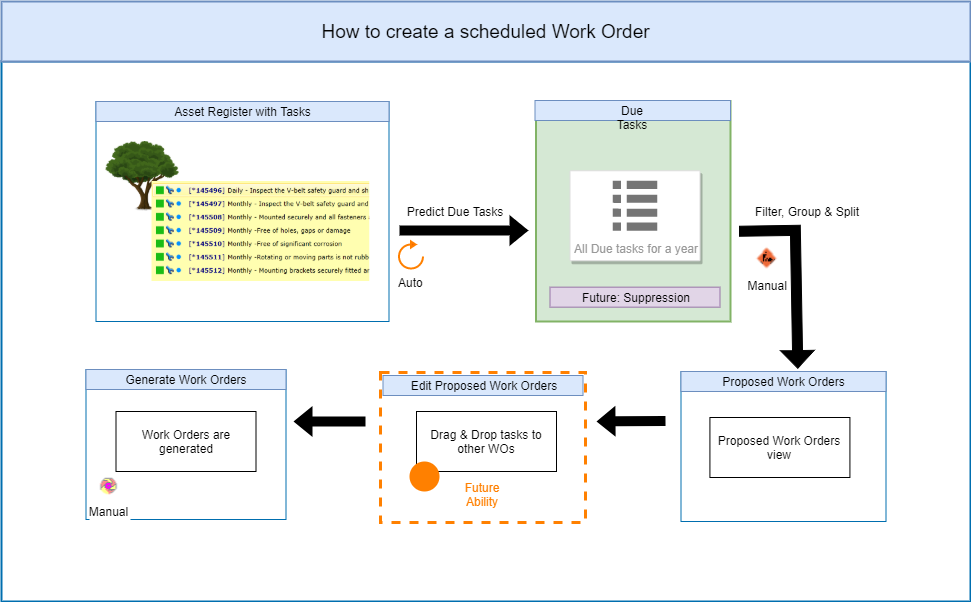 How to create a scheduled Work Order
Asset Register with Tasks
[*145496] Daily - Inspect the V-belt safety guard and sh
[*145497] Monthly - Inspect the V-belt safety guard and
[*145508] Monthly - Mounted securely and all fasteners
[*145509] Monthly -Free of holes, gaps or damage
[*145510] Monthly -Free of significant corrosion
[*145511] Monthly -Rotating or moving parts is not rubb
[*145512] Monthly - Mounting brackets securely fitted ar
Predict Due Tasks
Auto
Due
Tasks
All Due tasks for a year
Future: Suppression
Filter, Group & Split
Manual
Proposed Work Orders
Proposed Work Orders
view
Edit Proposed Work Orders
Drag & Drop tasks to
other WOs
Future
Ability
Generate Work Orders
Work Orders are
generated
Manual